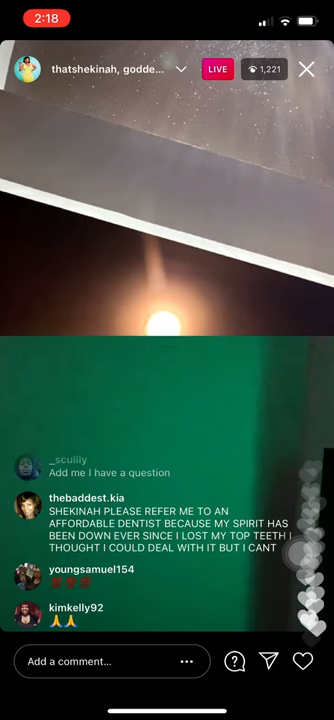 2:18
thatshekinah, godde...
LIVE
1,221
_scullly
Add me I have a question
thebaddest.kia
SHEKINAH PLEASE REFER ME TO AN
AFFORDABLE DENTIST BECAUSE MY SPIRIT HAS
BEEN DOWN EVER SINCE I LOST MY TOP TEETH I
THOUGHT I COULD DEAL WITH IT BUT I CANT
youngsamuel154
💯💯💯
kimkelly92
🙏🙏
Add a comment...